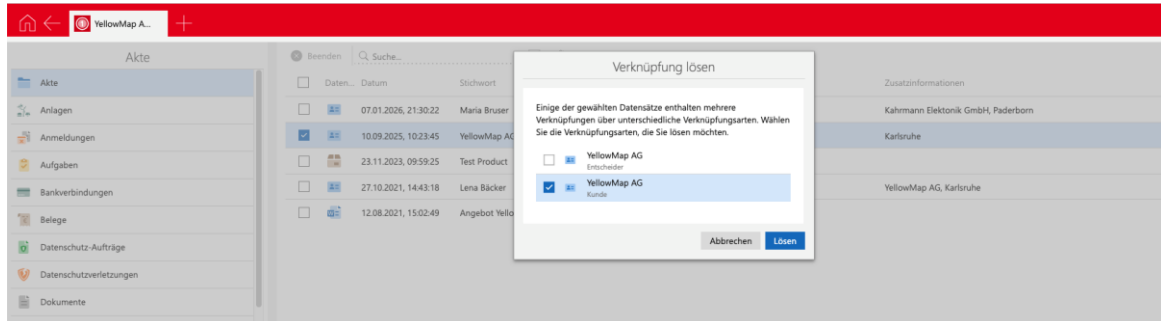 YellowMap A...
Akte
Akte
Anlagen
Anmeldungen
Aufgaben
Bankverbindungen
Belege
Datenschutz-Aufträge
Datenschutzverletzungen
Dokumente
Beenden Suche...
Daten... Datum Stichwort Zusatzinformationen
07.01.2026, 21:30:22 Maria Bruser Kahrmann Elektonik GmbH, Paderborn
10.09.2025, 10:23:45 YellowMap AG Karlsruhe
23.11.2023, 09:59:25 Test Product
27.10.2021, 14:43:18 Lena Bäcker YellowMap AG, Karlsruhe
12.08.2021, 15:02:49 Angebot Yello
Verknüpfung lösen
Einige der gewählten Datensätze enthalten mehrere
Verknüpfungen über unterschiedliche Verknüpfungsarten. Wählen
Sie die Verknüpfungsarten, die Sie lösen möchten.
YellowMap AG
Entscheider
YellowMap AG
Kunde
Abbrechen Lösen